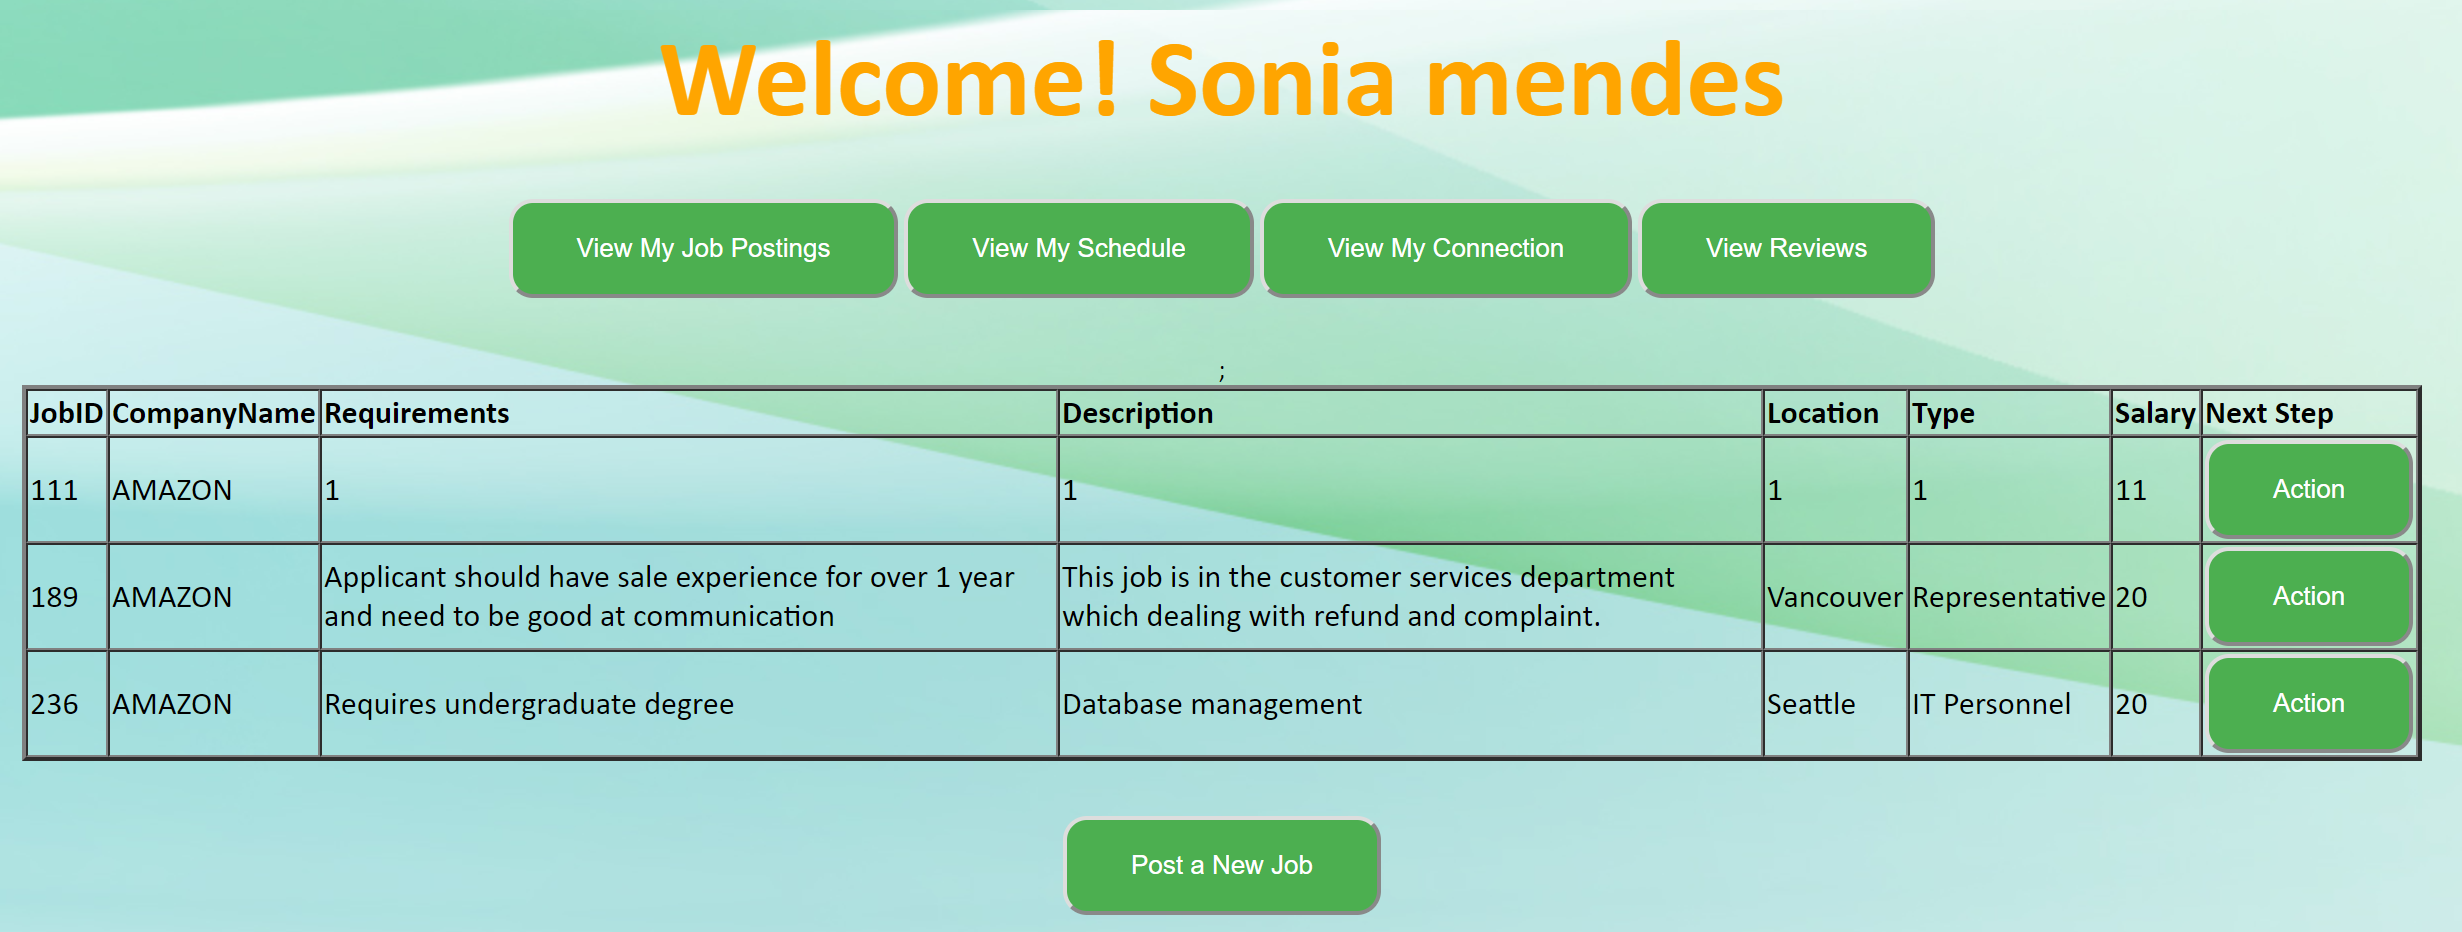 Welcome! Sonia mendes
View My Job Postings View My Schedule View My Connection View Reviews
;
JobID CompanyName Requirements Description Location Type Salary Next Step
111 AMAZON 1 1 1 1 11 Action
189 AMAZON Applicant should have sale experience for over 1 year and need to be good at communication This job is in the customer services department which dealing with refund and complaint. Vancouver Representative 20 Action
236 AMAZON Requires undergraduate degree Database management Seattle IT Personnel 20 Action
Post a New Job